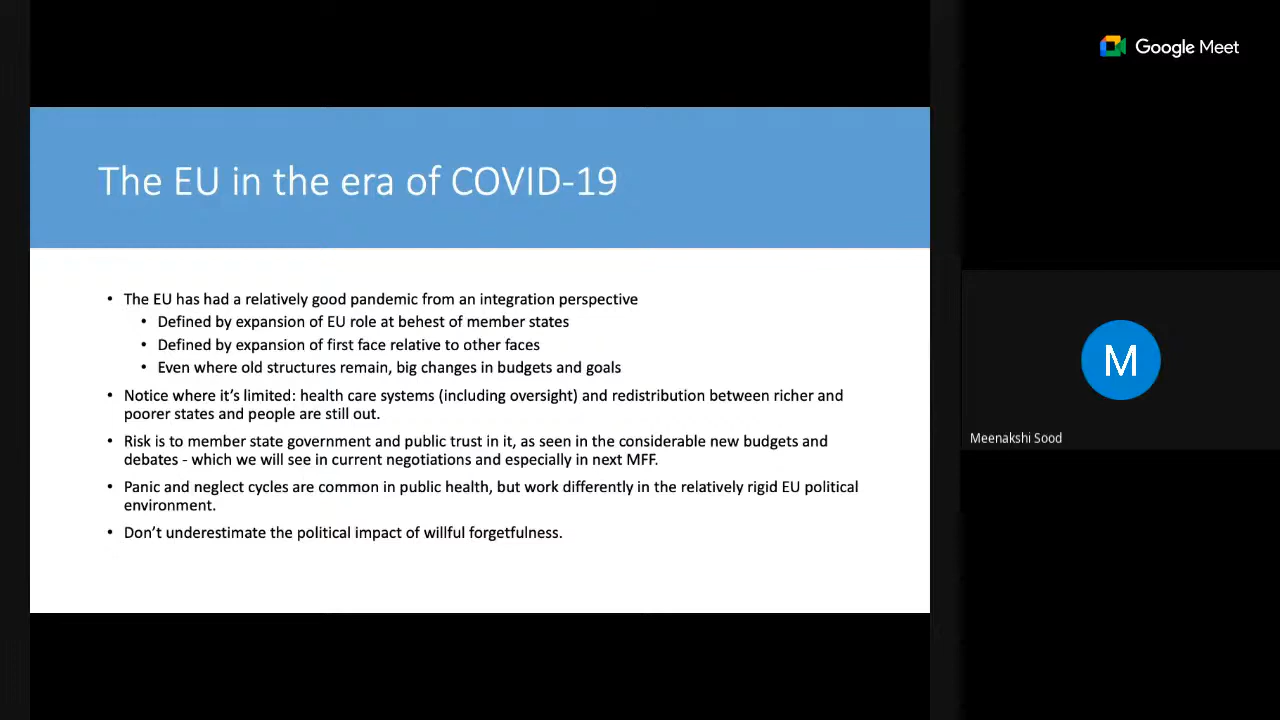 Google Meet
The EU in the era of COVID-19
• The EU has had a relatively good pandemic from an integration perspective
• Defined by expansion of EU role at behest of member states
• Defined by expansion of first face relative to other faces
• Even where old structures remain, big changes in budgets and goals
• Notice where it’s limited: health care systems (including oversight) and redistribution between richer and
poorer states and people are still out.
• Risk is to member state government and public trust in it, as seen in the considerable new budgets and
debates - which we will see in current negotiations and especially in next MFF.
• Panic and neglect cycles are common in public health, but work differently in the relatively rigid EU political
environment.
• Don’t underestimate the political impact of willful forgetfulness.
M
Meenakshi Sood